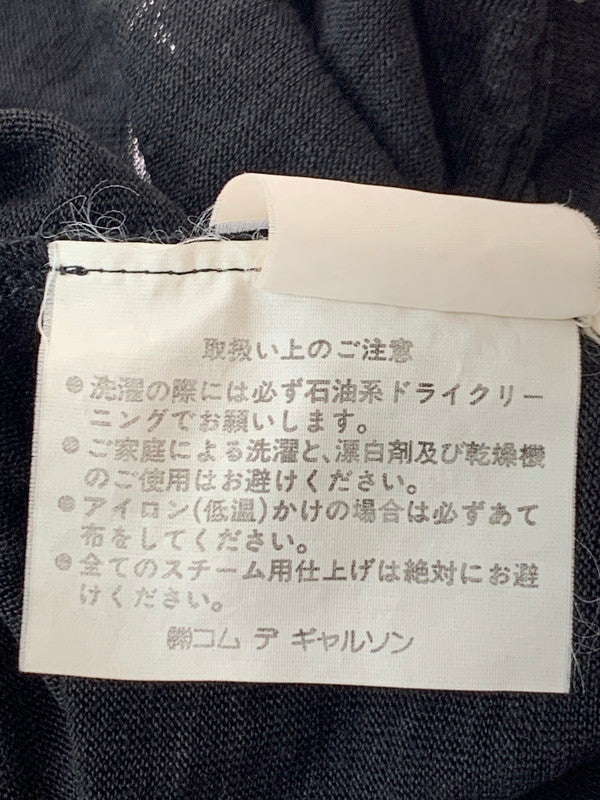 取扱い上のご注意
●洗濯の際には必ず石油系ドライクリー
ニングでお願いします。
●ご家庭による洗濯と、漂白剤及び乾燥機
のご使用はお避けください。
●アイロン(低温)かけの場合は必ずあて
布をしてください。
●全てのスチーム用仕上げは絶対にお避
けください。
㈱コム デ ギャルソン